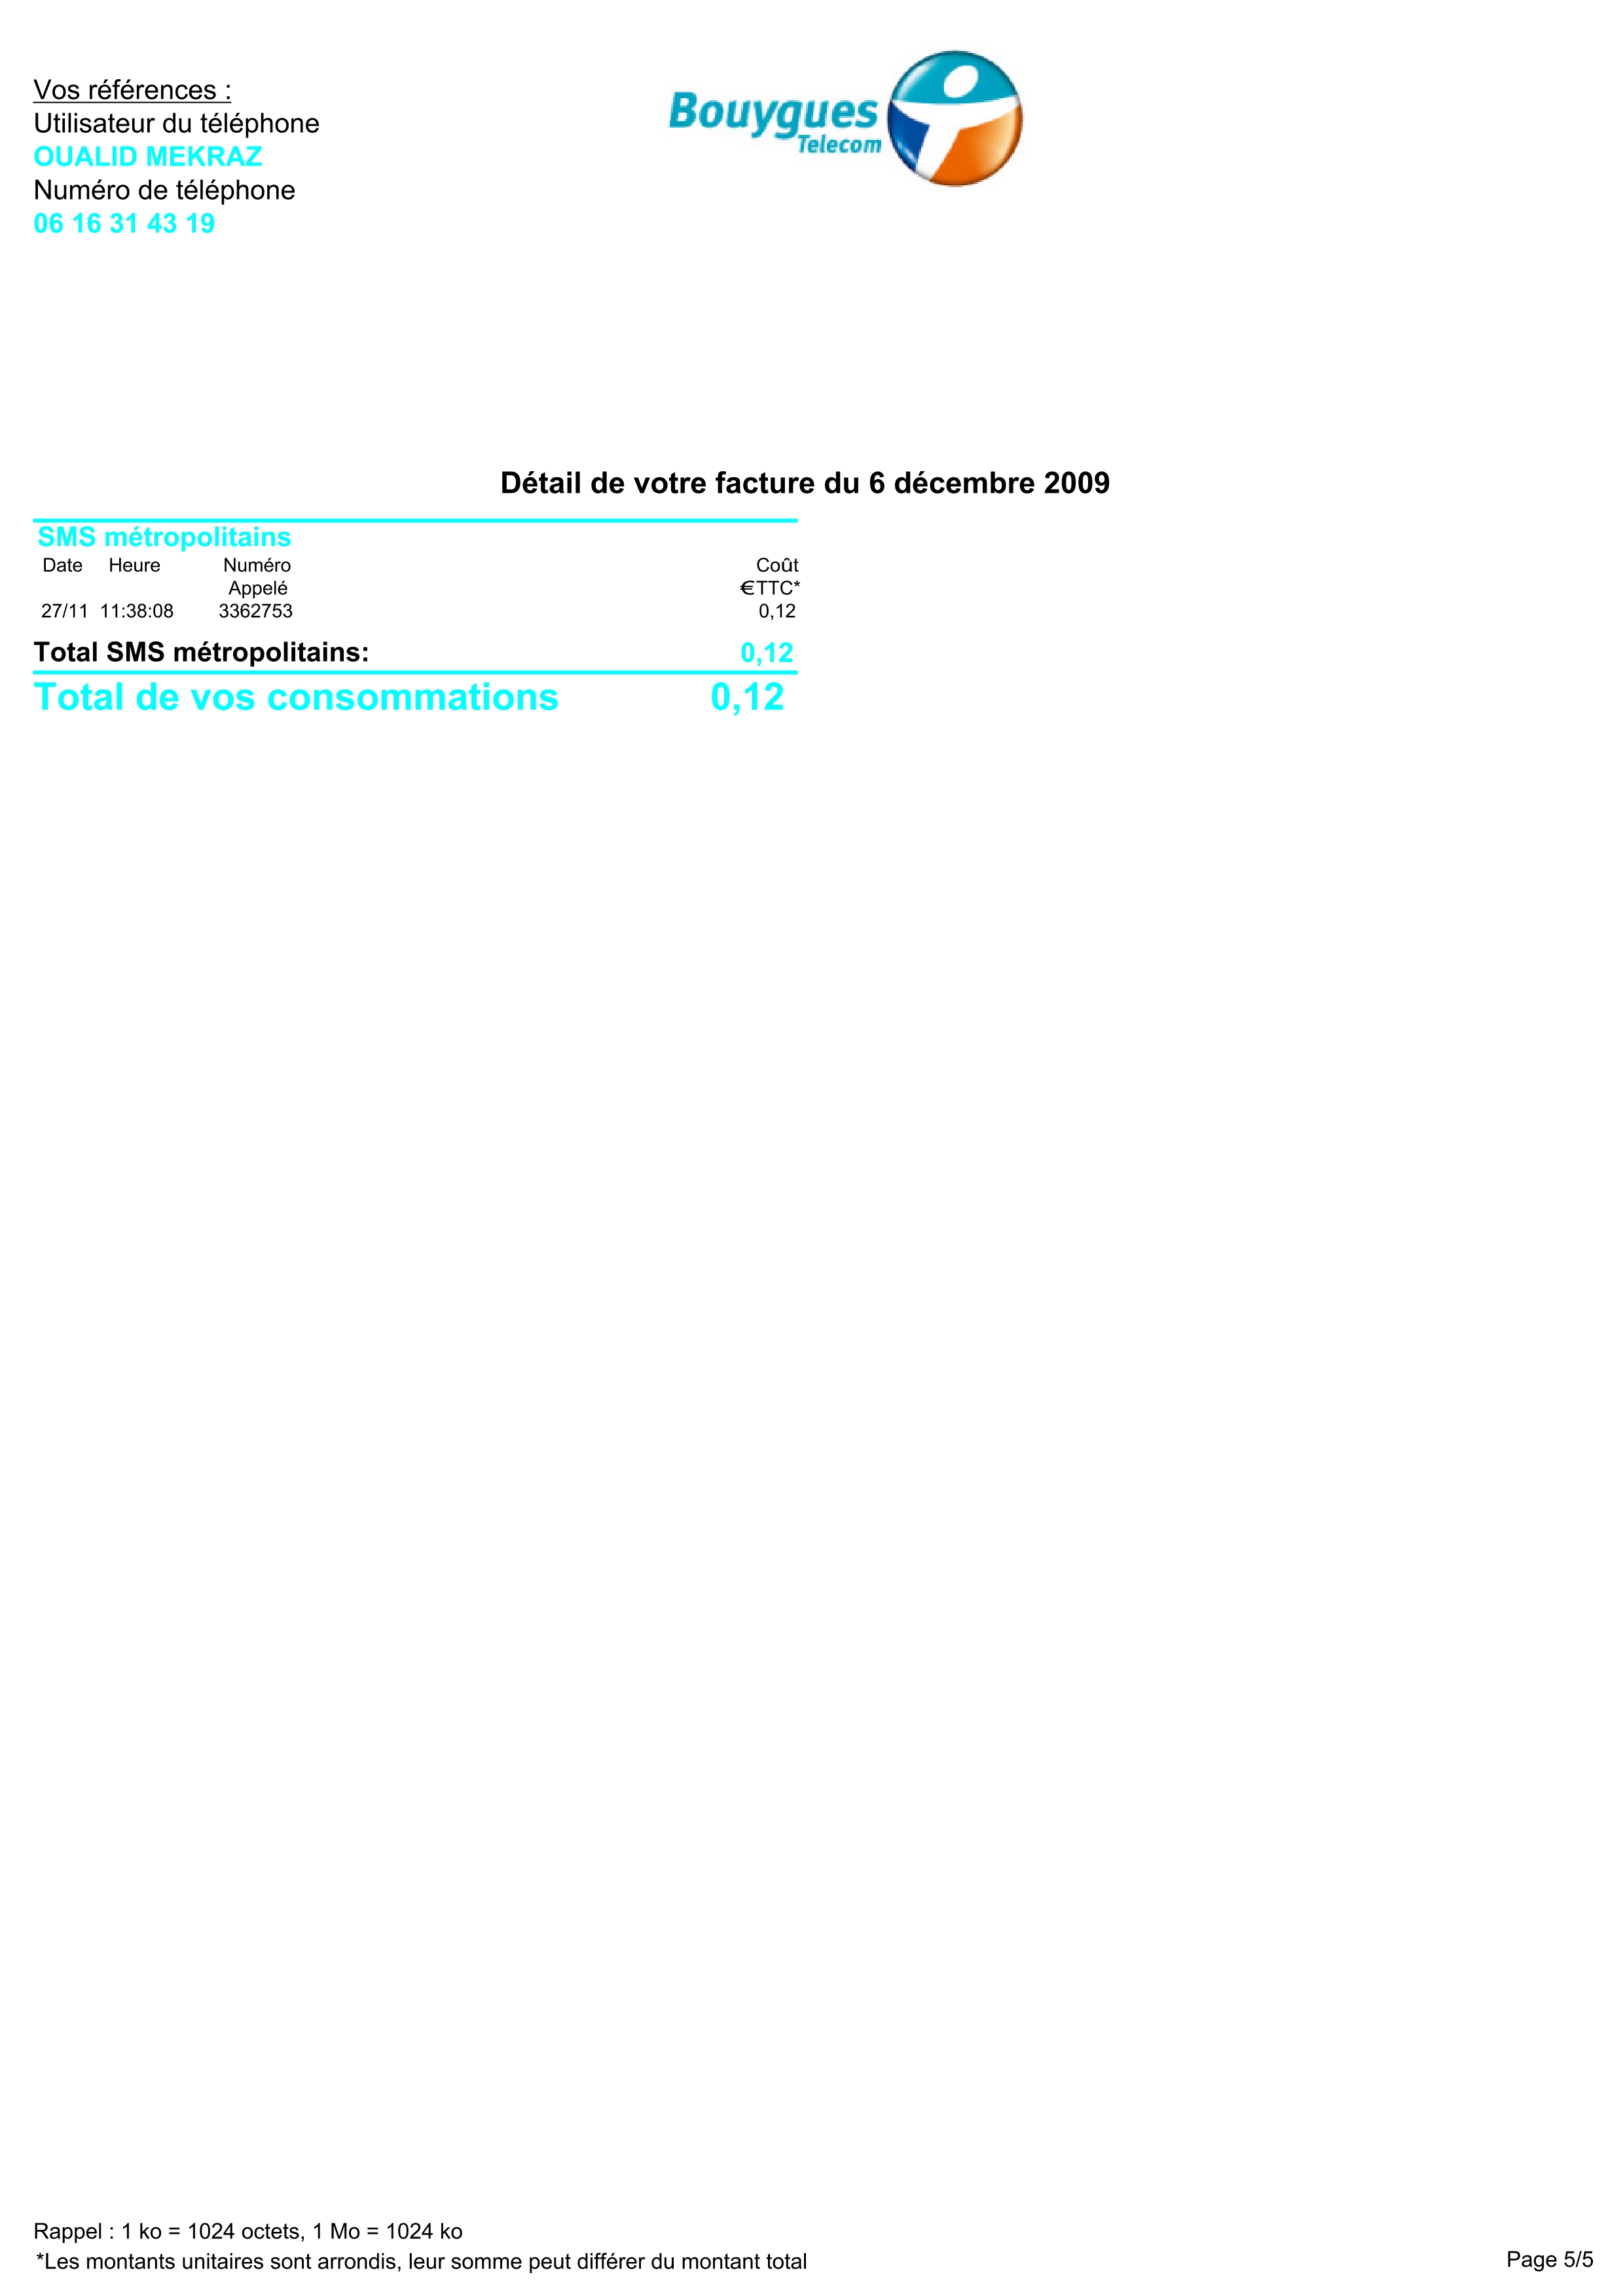 Vos références :
Utilisateur du téléphone
OUALID MEKRAZ
Numéro de téléphone
06 16 31 43 19
Bouygues
Telecom
Détail de votre facture du 6 décembre 2009
SMS métropolitains
Date Heure Numéro Coût
Appelé €TTC*
27/11 11:38:08 3362753 0,12
Total SMS métropolitains: 0,12
Total de vos consommations 0,12
Rappel : 1 ko = 1024 octets, 1 Mo = 1024 ko
*Les montants unitaires sont arrondis, leur somme peut différer du montant total
Page 5/5